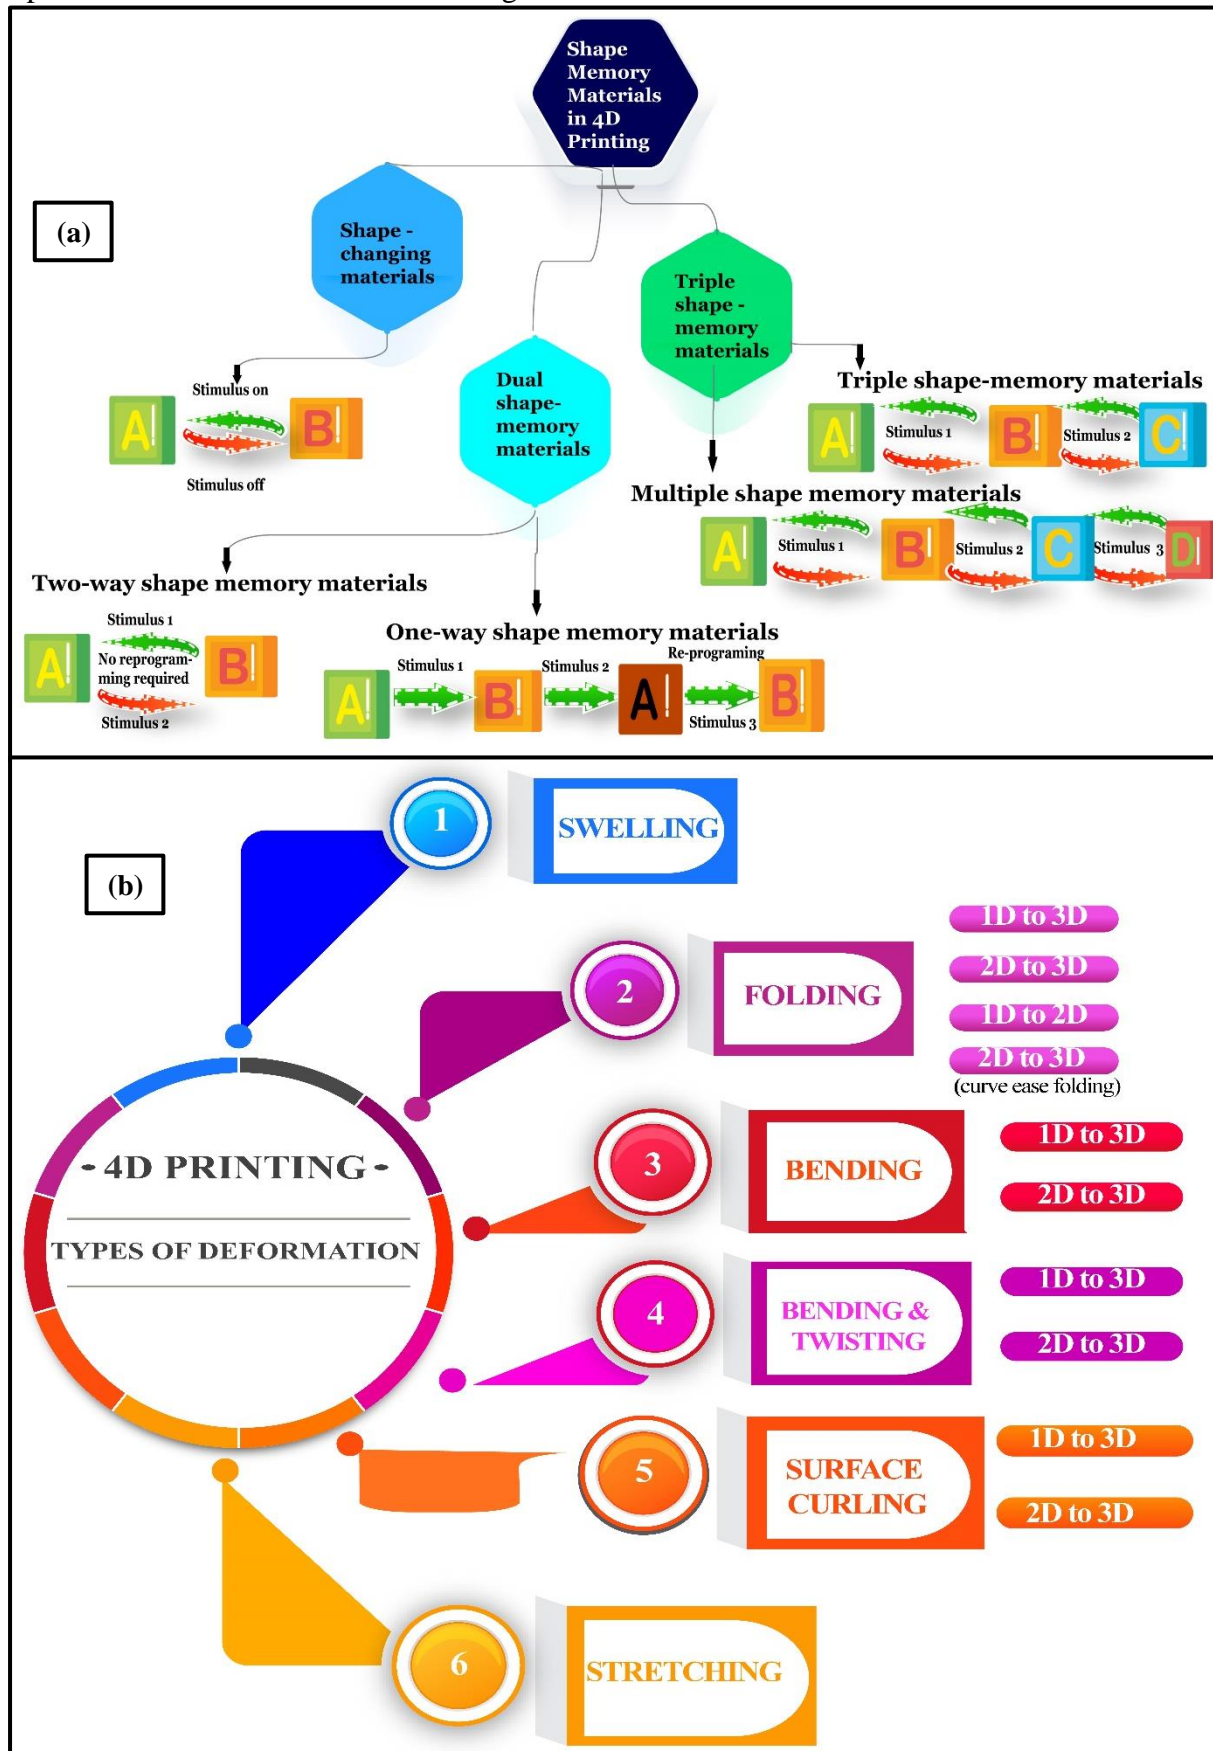 Shape
Memory
Materials
in 4D
Printing
(a)
Shape -
changing
materials
Triple
shape -
memory
materials
Dual
shape-
memory
materials
Stimulus on
A
B
Stimulus off
Triple shape-memory materials
A
Stimulus 1
B
Stimulus 2
C
Multiple shape memory materials
A
Stimulus 1
B
Stimulus 2
C
Stimulus 3
D
Two-way shape memory materials
Stimulus 1
A
No reprogram-
ming required
B
Stimulus 2
One-way shape memory materials
Re-programing
Stimulus 1
Stimulus 2
A
B
A
B
Stimulus 3
(b)
1
SWELLING
2
FOLDING
1D to 3D
2D to 3D
1D to 2D
2D to 3D
(curve ease folding)
- 4D PRINTING -
TYPES OF DEFORMATION
3
BENDING
1D to 3D
2D to 3D
4
BENDING &
TWISTING
1D to 3D
2D to 3D
5
SURFACE
CURLING
1D to 3D
2D to 3D
6
STRETCHING